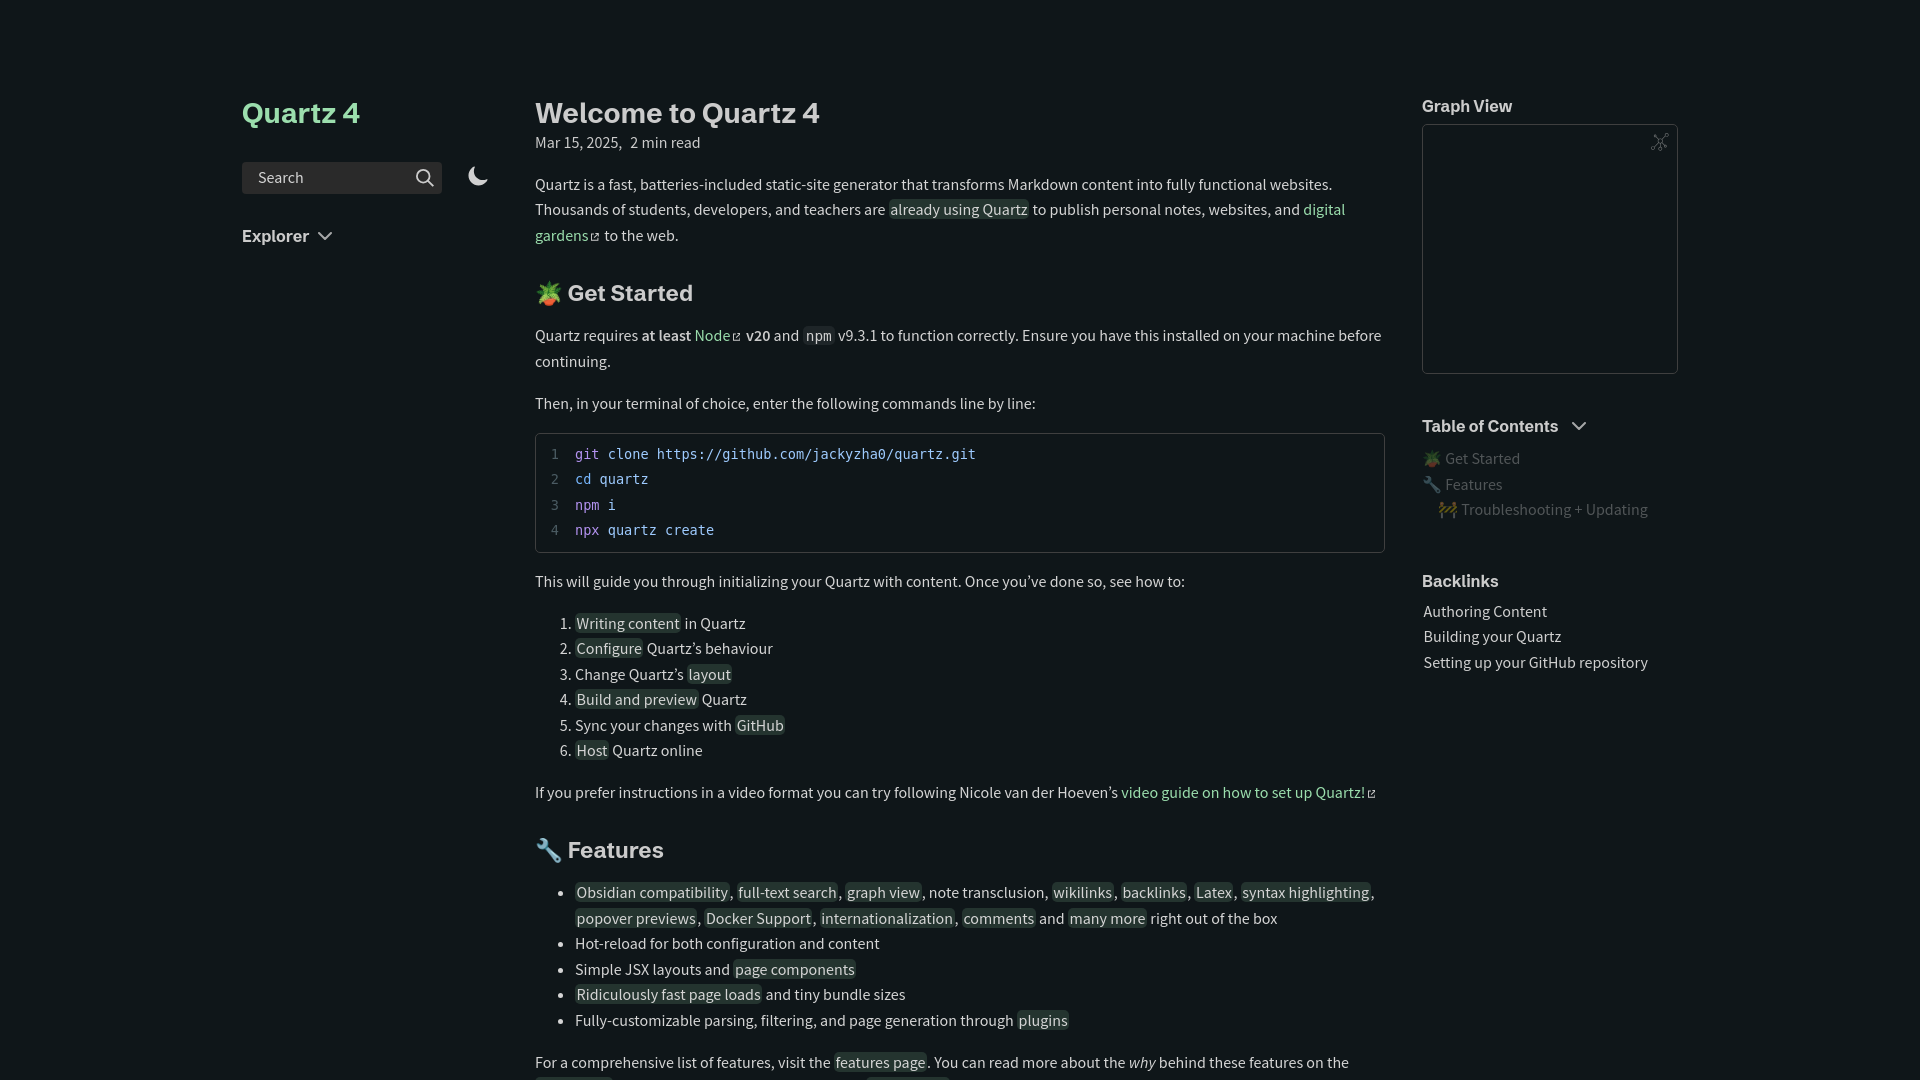 Quartz 4
Search
Explorer
Welcome to Quartz 4
Mar 15, 2025, 2 min read
Quartz is a fast, batteries-included static-site generator that transforms Markdown content into fully functional websites.
Thousands of students, developers, and teachers are already using Quartz to publish personal notes, websites, and digital
gardens to the web.
🪴 Get Started
Quartz requires at least Node v20 and npm v9.3.1 to function correctly. Ensure you have this installed on your machine before
continuing.
Then, in your terminal of choice, enter the following commands line by line:
1 git clone https://github.com/jackyzha0/quartz.git
2 cd quartz
3 npm i
4 npx quartz create
This will guide you through initializing your Quartz with content. Once you’ve done so, see how to:
1. Writing content in Quartz
2. Configure Quartz’s behaviour
3. Change Quartz’s layout
4. Build and preview Quartz
5. Sync your changes with GitHub
6. Host Quartz online
If you prefer instructions in a video format you can try following Nicole van der Hoeven’s video guide on how to set up Quartz!
🔧 Features
• Obsidian compatibility, full-text search, graph view, note transclusion, wikilinks, backlinks, Latex, syntax highlighting,
popover previews, Docker Support, internationalization, comments and many more right out of the box
• Hot-reload for both configuration and content
• Simple JSX layouts and page components
• Ridiculously fast page loads and tiny bundle sizes
• Fully-customizable parsing, filtering, and page generation through plugins
For a comprehensive list of features, visit the features page. You can read more about the why behind these features on the
Graph View
Table of Contents
🪴 Get Started
🔧 Features
🚧 Troubleshooting + Updating
Backlinks
Authoring Content
Building your Quartz
Setting up your GitHub repository